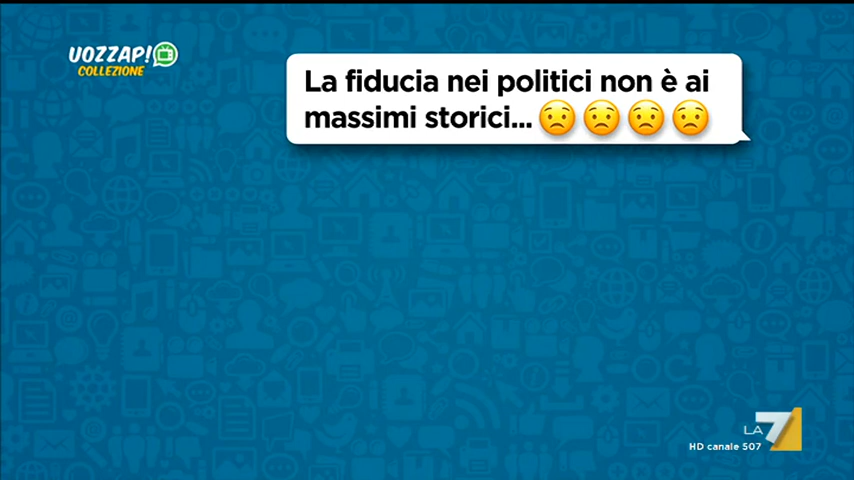 UOZZAP!
COLLEZIONE
La fiducia nei politici non è ai
massimi storici... 😟😟😟😟
LA7
HD canale 507